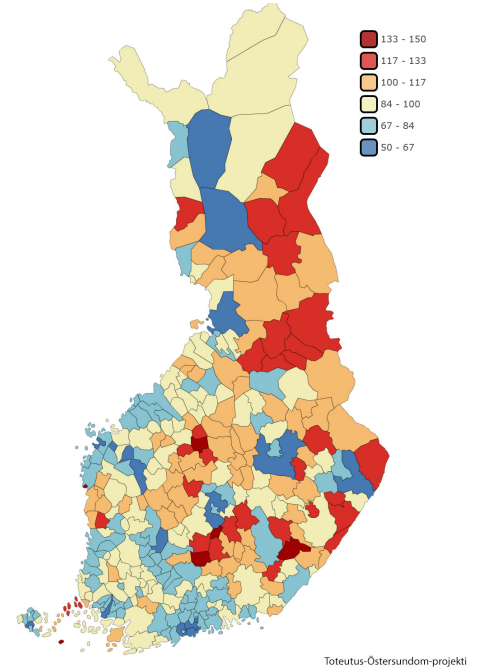 133 - 150
117 - 133
100 - 117
84 - 100
67 - 84
50 - 67
Toteutus-Östersundom-projekti